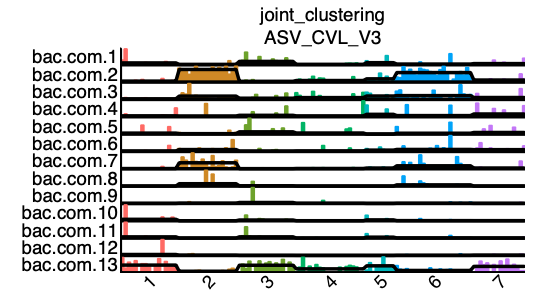 joint_clustering
ASV_CVL_V3
bac.com.1
bac.com.2
bac.com.3
bac.com.4
bac.com.5
bac.com.6
bac.com.7
bac.com.8
bac.com.9
bac.com.10
bac.com.11
bac.com.12
bac.com.13
1 2 3 4 5 6 7